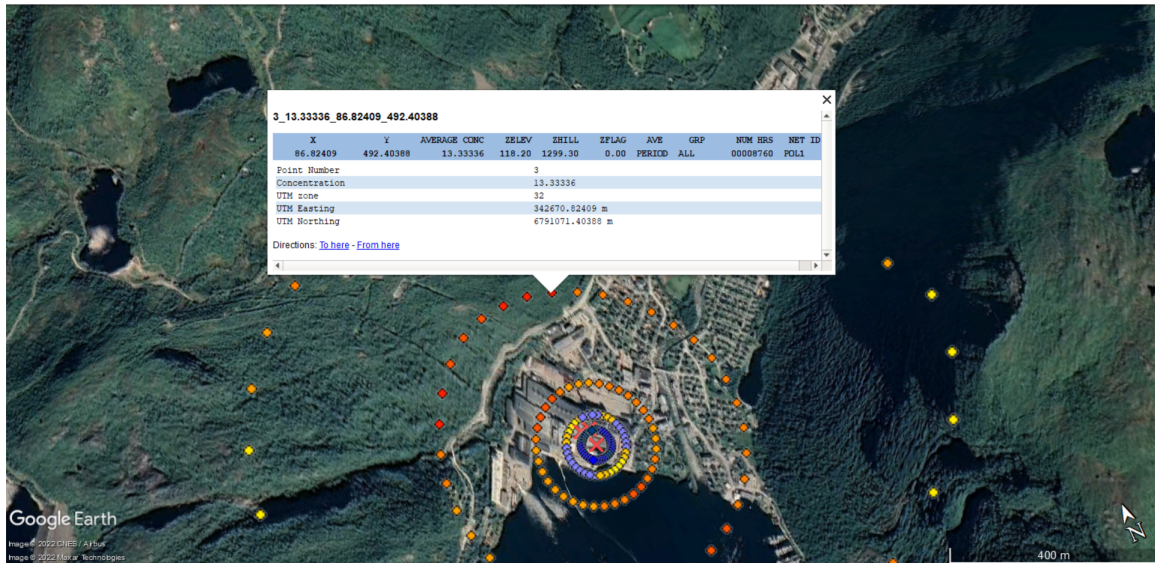 3_13.33336_86.82409_492.40388
X Y AVERAGE CONC ZELEV ZHILL ZFLAG AVE GRP NUM HRS NET ID
86.82409 492.40388 13.33336 118.20 1299.30 0.00 PERIOD ALL 00008760 POL1
Point Number 3
Concentration 13.33336
UTM zone 32
UTM Easting 342670.82409 m
UTM Northing 6791071.40388 m
Directions: To here - From here
Google Earth
Image © 2022 CNES / Airbus
Image © 2022 Maxar Technologies
N
400 m